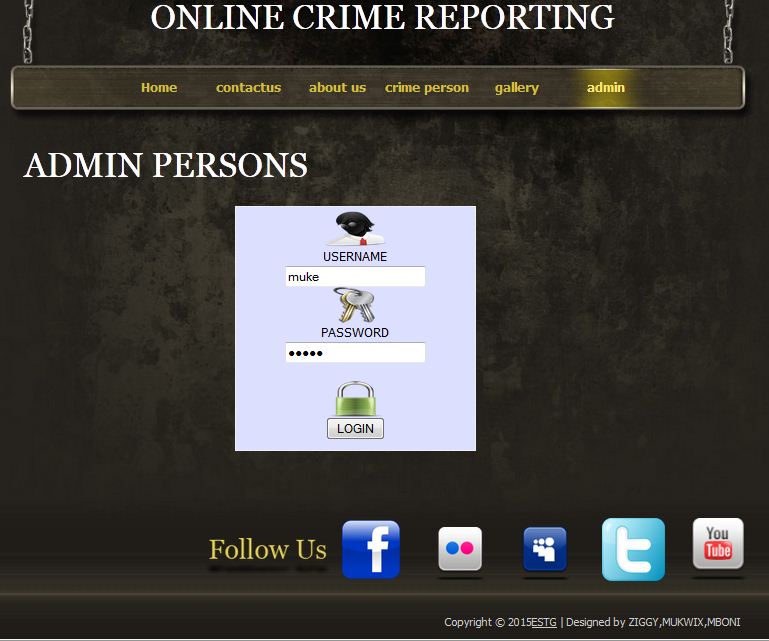 ONLINE CRIME REPORTING
Home contactus about us crime person gallery admin
ADMIN PERSONS
USERNAME
muke
PASSWORD
•••••
LOGIN
Follow Us f t You Tube
Copyright © 2015ESTG | Designed by ZIGGY,MUKWIX,MBONI